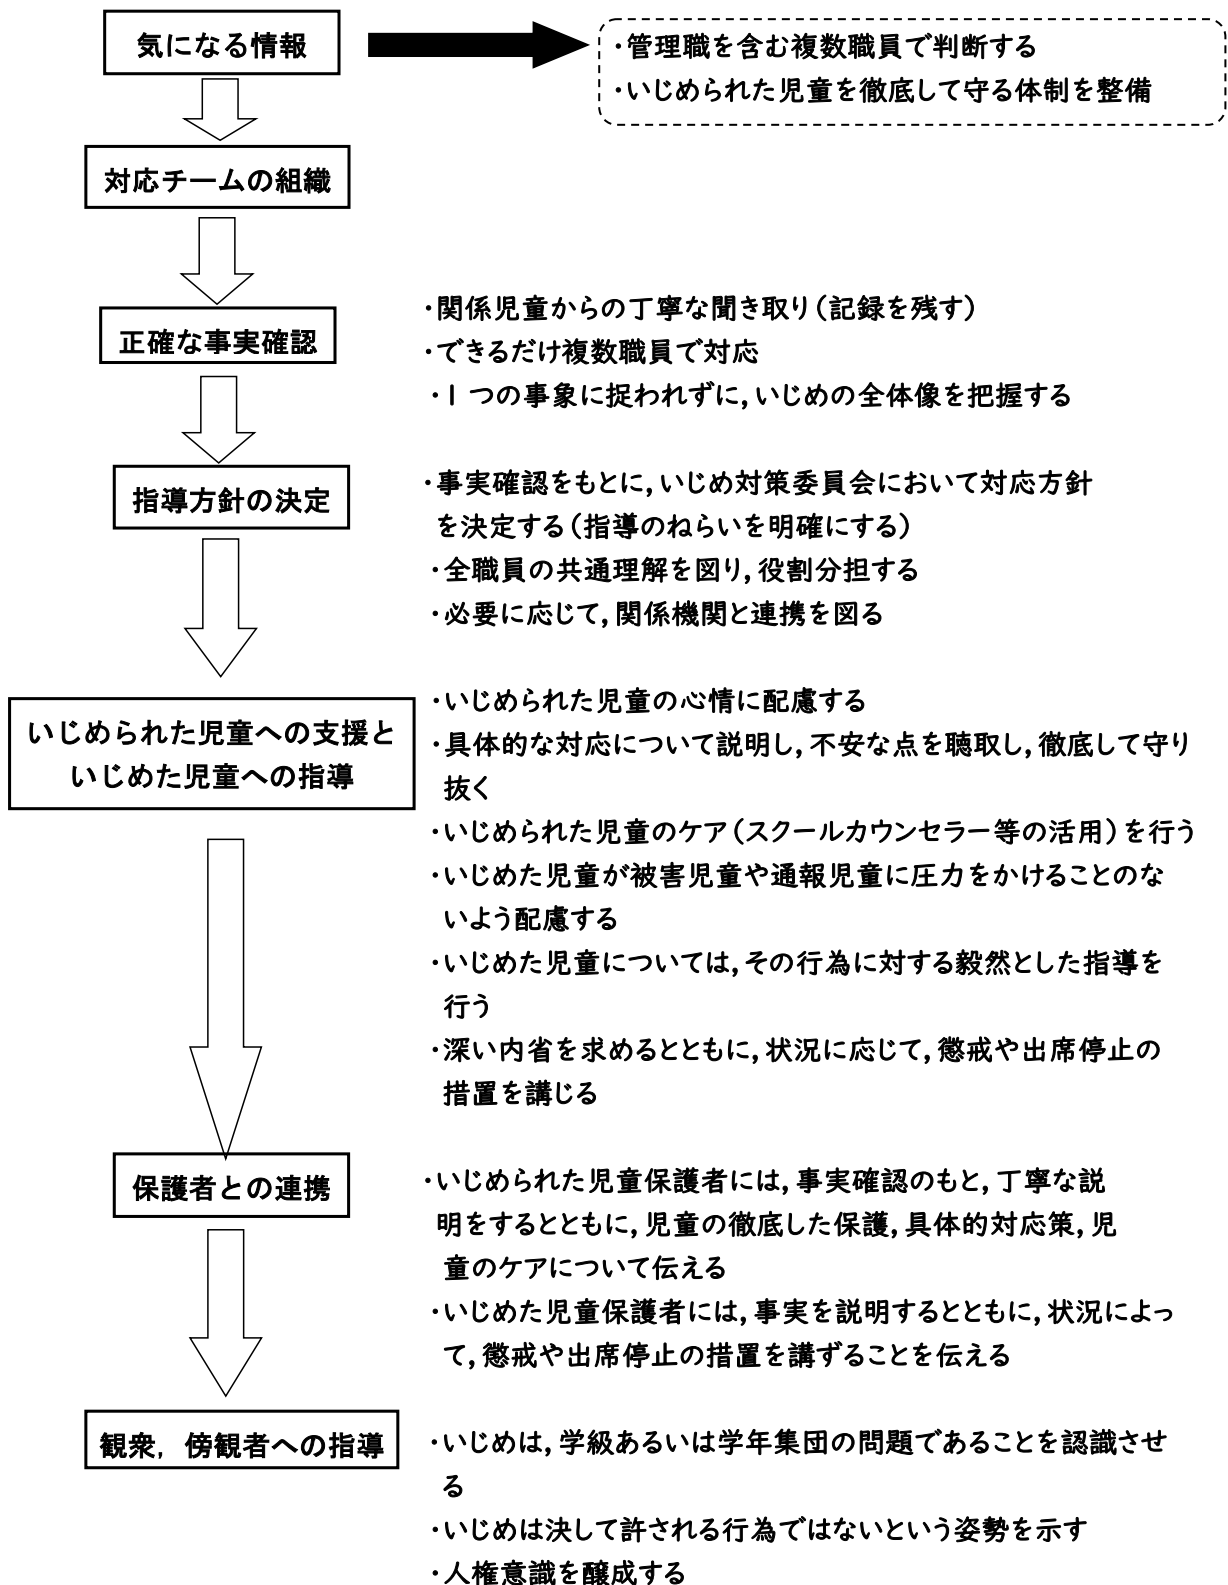 気になる情報
・管理職を含む複数職員で判断する
・いじめられた児童を徹底して守る体制を整備
対応チームの組織
正確な事実確認
・関係児童からの丁寧な聞き取り（記録を残す）
・できるだけ複数職員で対応
・１つの事象に捉われずに，いじめの全体像を把握する
指導方針の決定
・事実確認をもとに，いじめ対策委員会において対応方針
を決定する（指導のねらいを明確にする）
・全職員の共通理解を図り，役割分担する
・必要に応じて，関係機関と連携を図る
いじめられた児童への支援と
いじめた児童への指導
・いじめられた児童の心情に配慮する
・具体的な対応について説明し，不安な点を聴取し，徹底して守り
抜く
・いじめられた児童のケア（スクールカウンセラー等の活用）を行う
・いじめた児童が被害児童や通報児童に圧力をかけることのな
いよう配慮する
・いじめた児童については，その行為に対する毅然とした指導を
行う
・深い内省を求めるとともに，状況に応じて，懲戒や出席停止の
措置を講じる
保護者との連携
・いじめられた児童保護者には，事実確認のもと，丁寧な説
明をするとともに，児童の徹底した保護，具体的対応策，児
童のケアについて伝える
・いじめた児童保護者には，事実を説明するとともに，状況によっ
て，懲戒や出席停止の措置を講ずることを伝える
観衆，傍観者への指導
・いじめは，学級あるいは学年集団の問題であることを認識させ
る
・いじめは決して許される行為ではないという姿勢を示す
・人権意識を醸成する